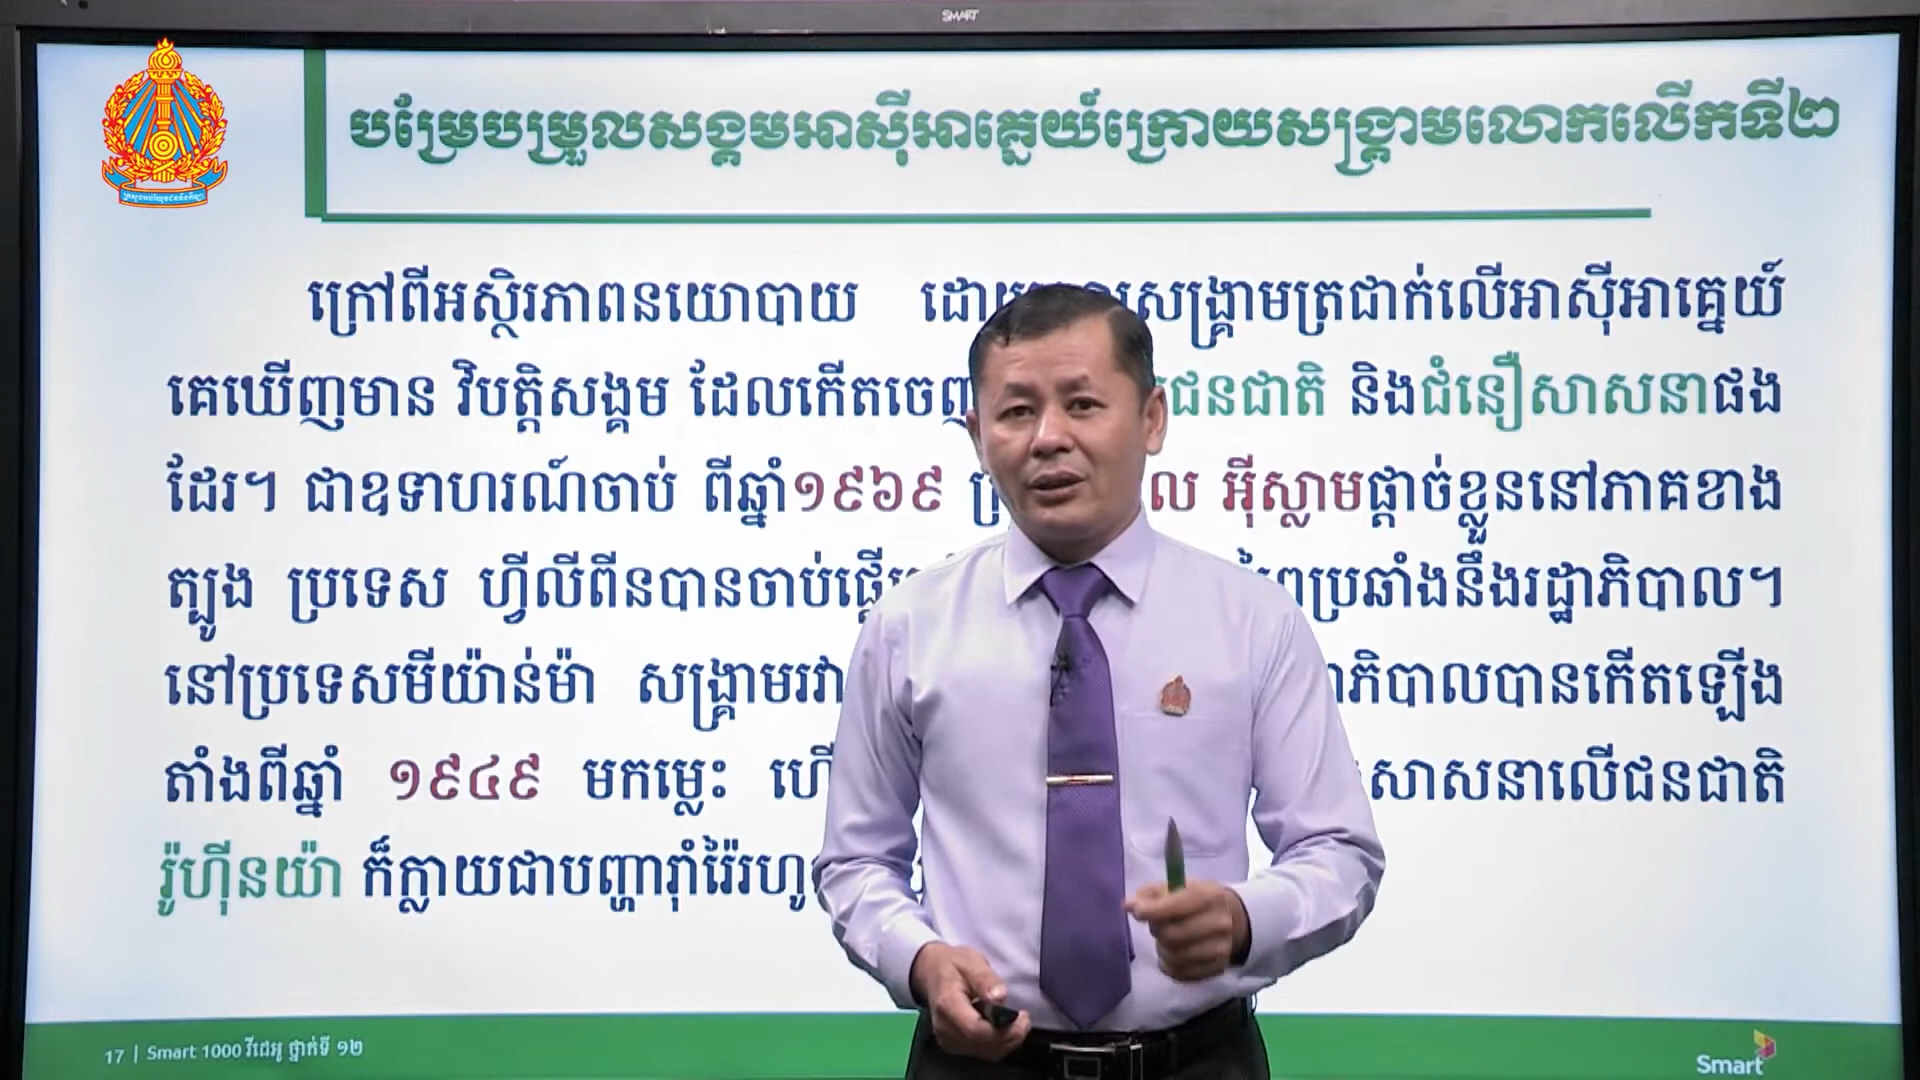 SMART
បម្រែបម្រួលសង្គមអាស៊ីអាគ្នេយ៍ក្រោយសង្គ្រាមលោកលើកទី២
ក្រៅពីអស្ថិរភាពនយោបាយ សង្គ្រាមត្រជាក់លើអាស៊ីអាគ្នេយ៍
គេឃើញមាន វិបត្តិសង្គម ដែលកើតចេញ ជនជាតិ និងជំនឿសាសនាផង
ដែរ។ ជាឧទាហរណ៍ចាប់ ពីឆ្នាំ១៩៦៩ អ៊ីស្លាមផ្តាច់ខ្លួននៅភាគខាង
ត្បូង ប្រទេស ហ្វីលីពីនបានចាប់ផ្តើ ប្រឆាំងនឹងរដ្ឋាភិបាល។
នៅប្រទេសមីយ៉ាន់ម៉ា សង្គ្រាមរវា ភិបាលបានកើតឡើង
តាំងពីឆ្នាំ ១៩៤៩ មកម្លេះ ហើ សាសនាលើជនជាតិ
រ៉ូហ៊ីនយ៉ា ក៏ក្លាយជាបញ្ហារ៉ាំរ៉ៃរហូ
17 | Smart 1000 វីដេអូ ថ្នាក់ទី ១២
Smart